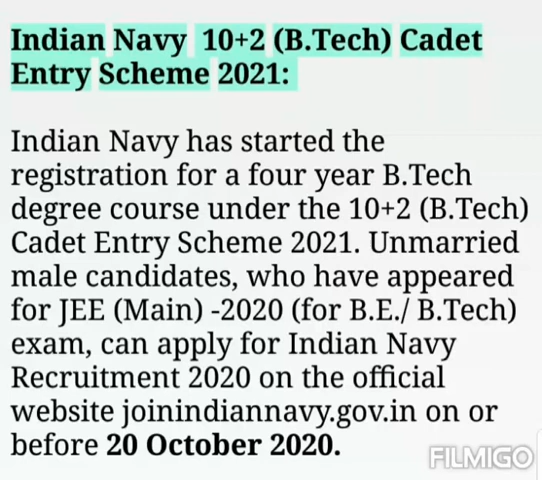 Indian Navy 10+2 (B.Tech) Cadet
Entry Scheme 2021:
Indian Navy has started the
registration for a four year B.Tech
degree course under the 10+2 (B.Tech)
Cadet Entry Scheme 2021. Unmarried
male candidates, who have appeared
for JEE (Main) -2020 (for B.E./ B.Tech)
exam, can apply for Indian Navy
Recruitment 2020 on the official
website joinindiannavy.gov.in on or
before 20 October 2020.
FILMIGO